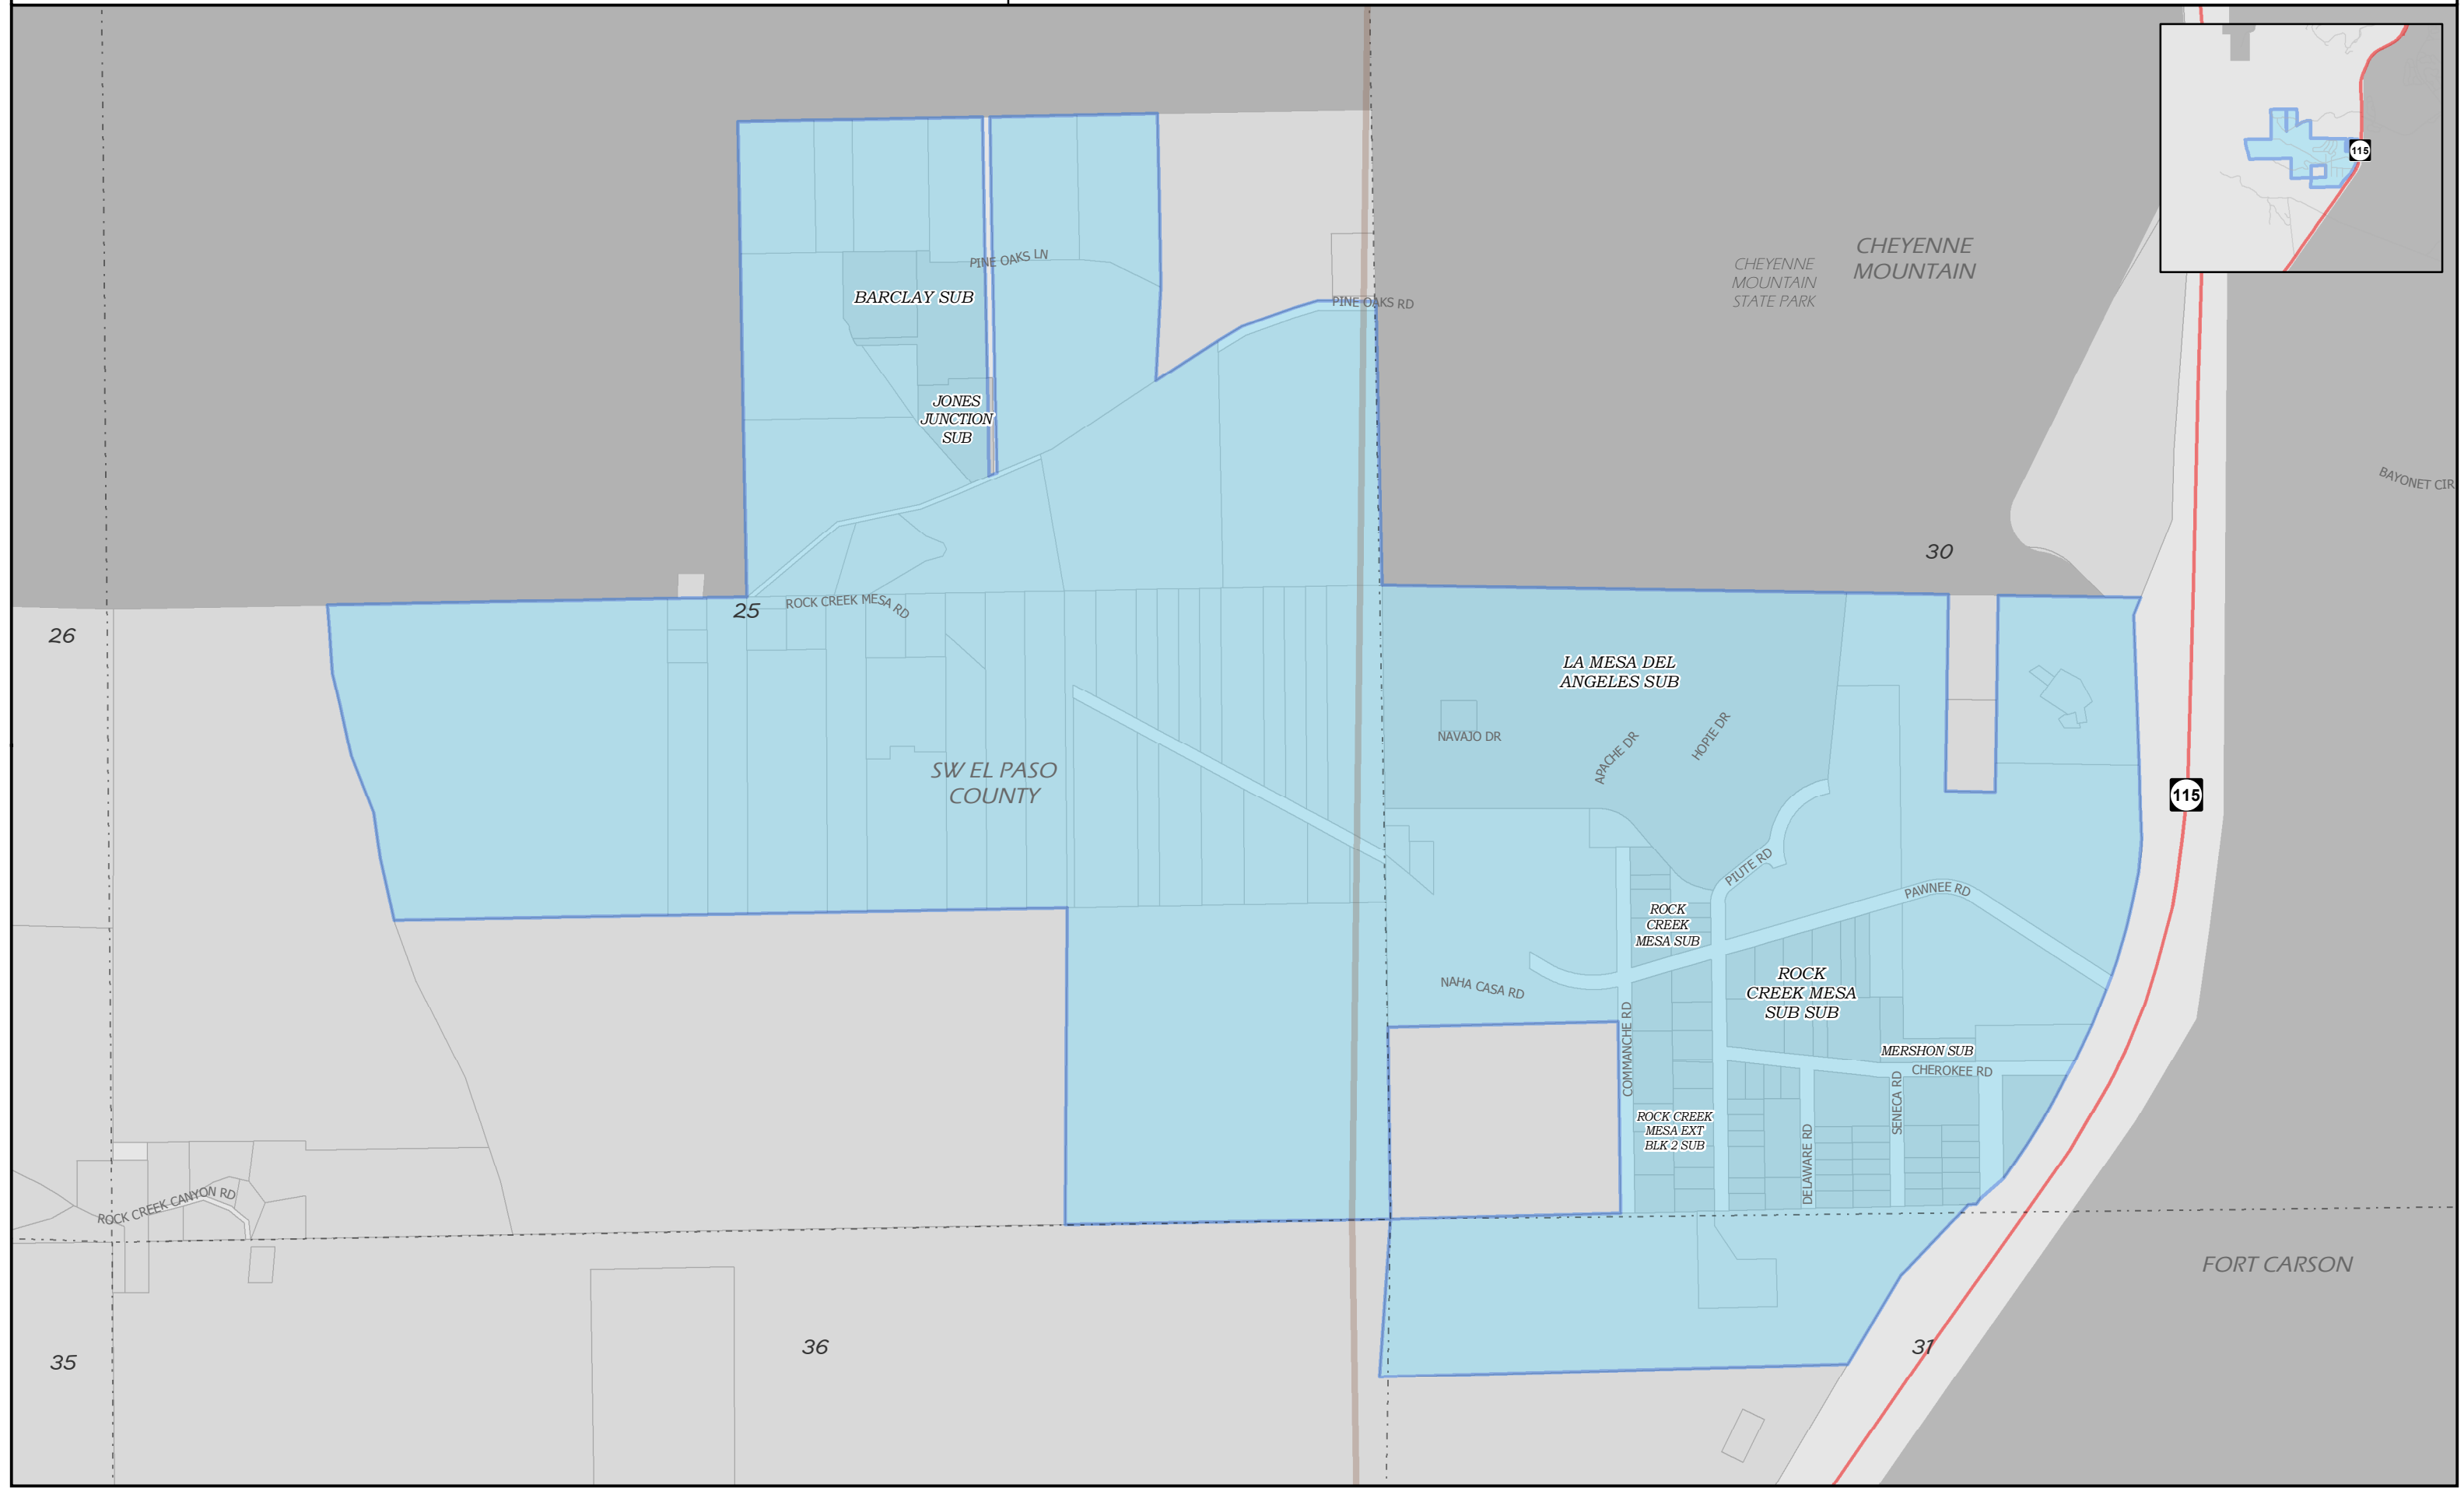 115
CHEYENNE
MOUNTAIN
CHEYENNE
MOUNTAIN
STATE PARK
PINE OAKS LN
BARCLAY SUB
PINE OAKS RD
JONES
JUNCTION
SUB
BAYONET CIR
30
25
ROCK CREEK MESA RD
26
LA MESA DEL
ANGELES SUB
NAVAJO DR
APACHE DR
HOPIE DR
SW EL PASO
COUNTY
115
PIUTE RD
PAWNEE RD
ROCK
CREEK
MESA SUB
NAHA CASA RD
ROCK
CREEK MESA
SUB SUB
COMMANCHE RD
MERSHON SUB
CHEROKEE RD
SENECA RD
ROCK CREEK
MESA EXT
BLK 2 SUB
DELAWARE RD
ROCK CREEK CANYON RD
FORT CARSON
35
36
31